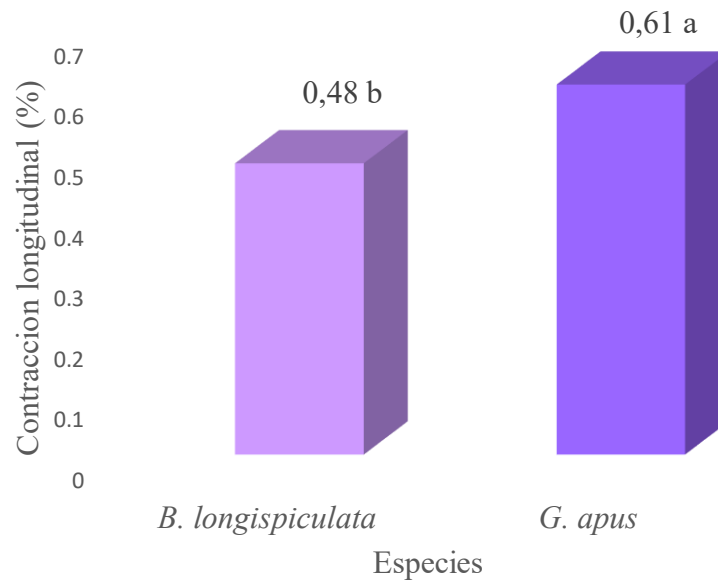 0,61 a
0,48 b
Contraccion longitudinal (%)
0.7
0.6
0.5
0.4
0.3
0.2
0.1
0
B. longispiculata
G. apus
Especies